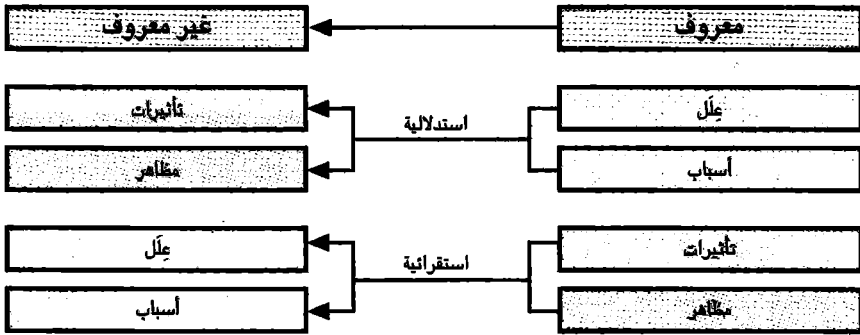 معروف غير معروف
عِلَل استدلالية تأثيرات
أسباب مظاهر
تأثيرات استقرائية عِلَل
مظاهر أسباب